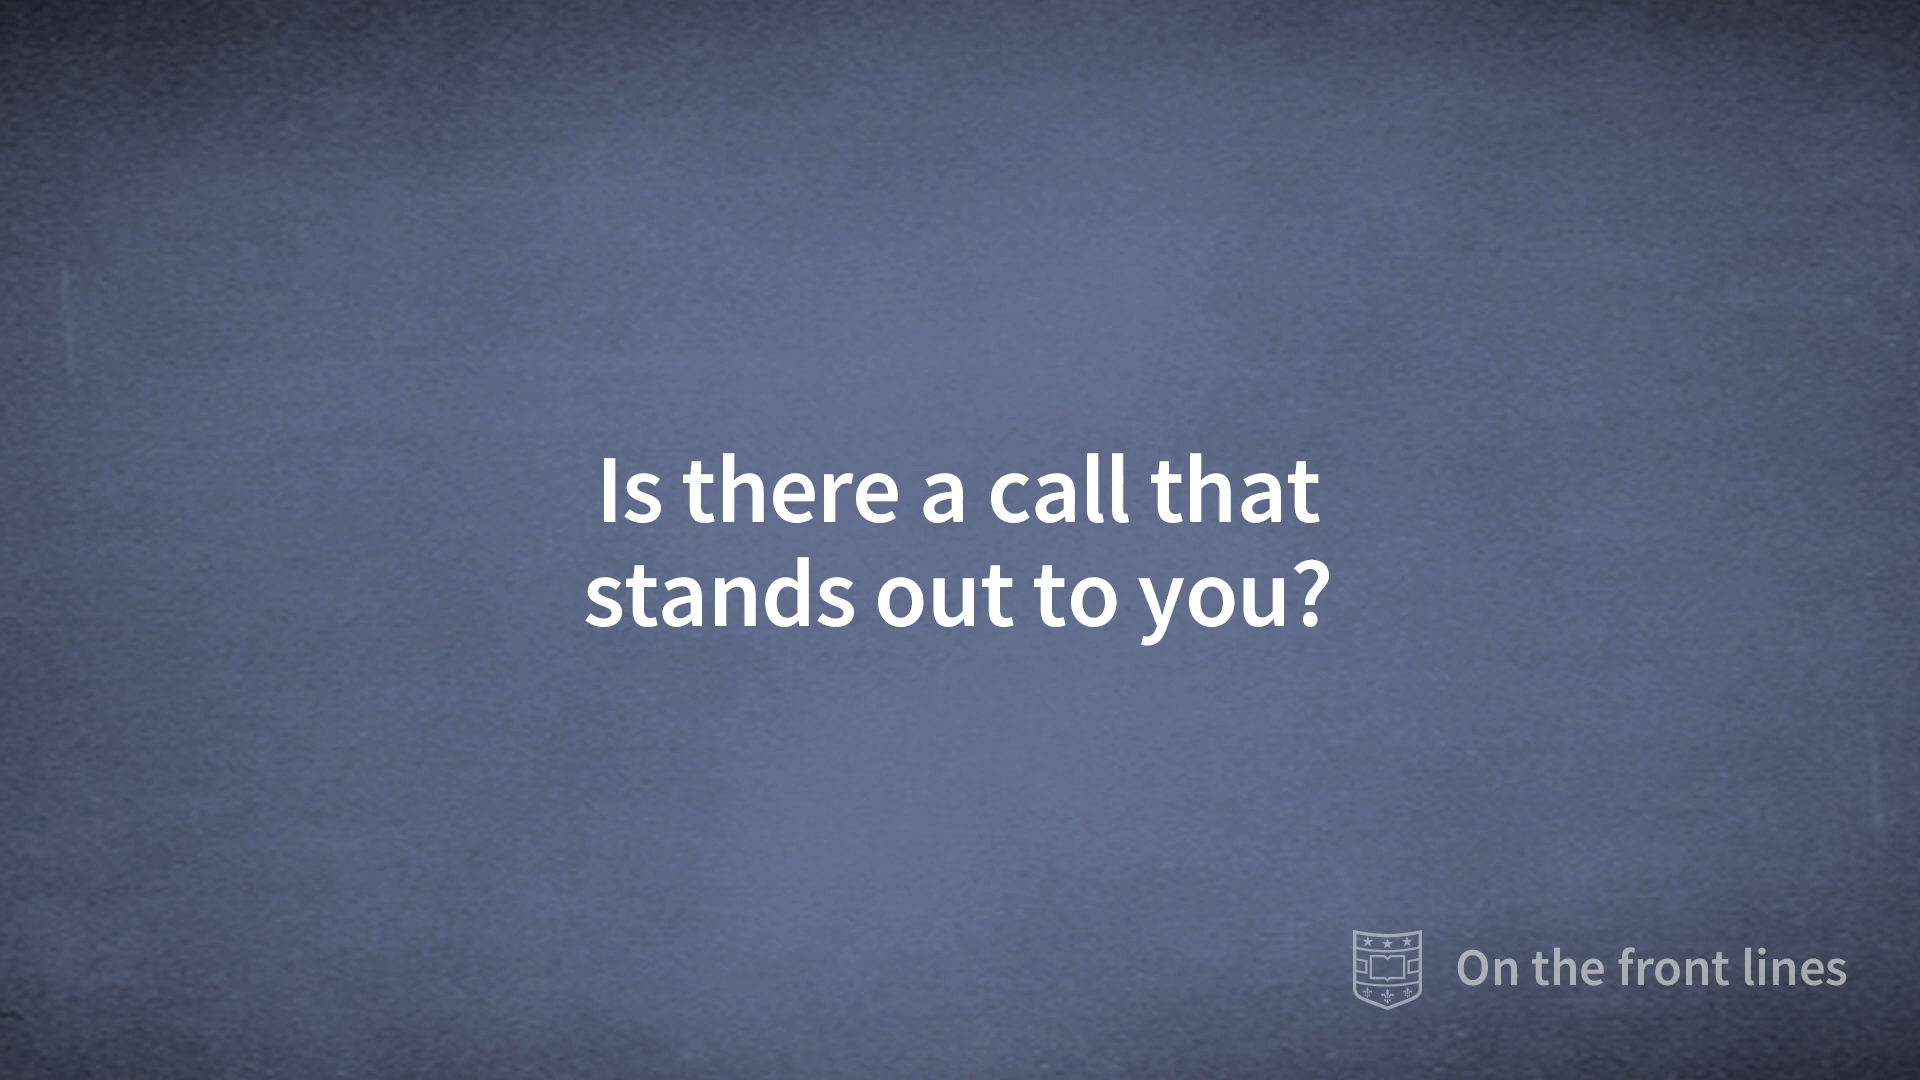 Is there a call that
stands out to you?
On the front lines